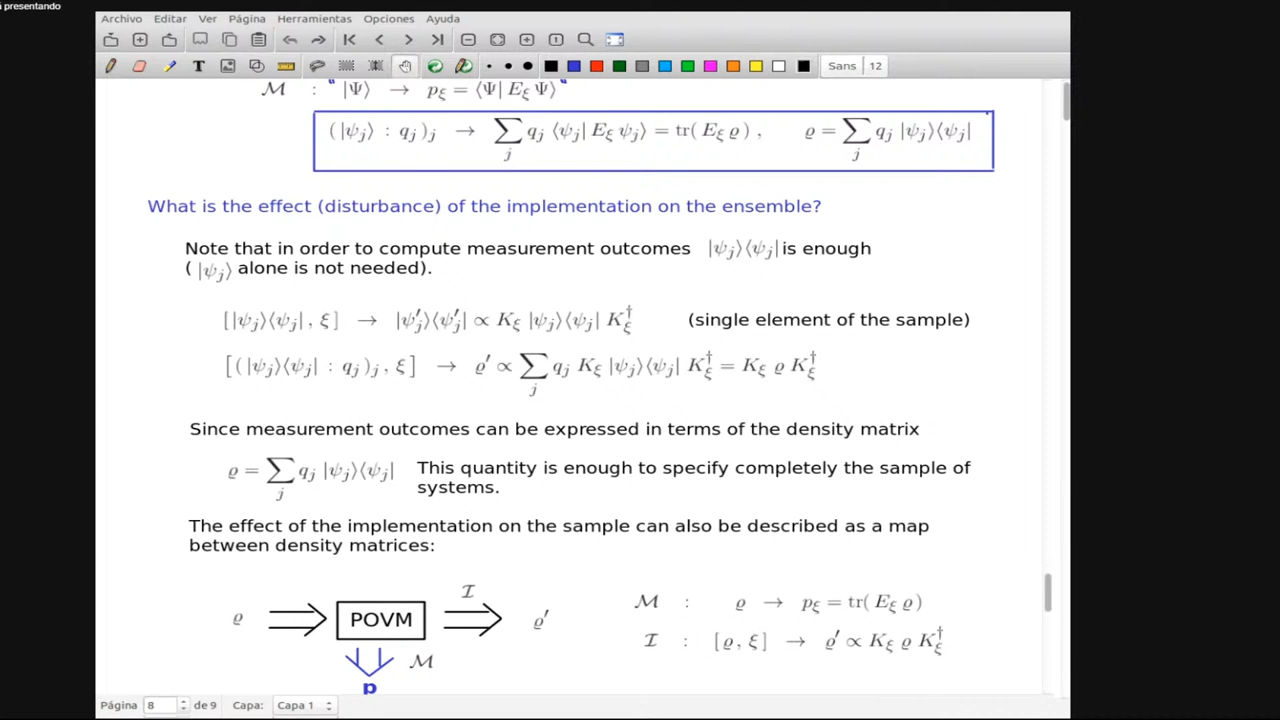 presentando
Archivo Editar Ver Página Herramientas Opciones Ayuda
T Sans 12
ℳ : " |Ψ⟩ → p_ξ = ⟨Ψ| E_ξ Ψ⟩ "
( |ψ_j⟩ : q_j )_j → ∑_j q_j ⟨ψ_j| E_ξ ψ_j⟩ = tr( E_ξ ϱ ) , ϱ = ∑_j q_j |ψ_j⟩⟨ψ_j|
What is the effect (disturbance) of the implementation on the ensemble?
Note that in order to compute measurement outcomes |ψ_j⟩⟨ψ_j| is enough
( |ψ_j⟩ alone is not needed).
[ |ψ_j⟩⟨ψ_j| , ξ ] → |ψ'_j⟩⟨ψ'_j| ∝ K_ξ |ψ_j⟩⟨ψ_j| K_ξ^† (single element of the sample)
[ ( |ψ_j⟩⟨ψ_j| : q_j )_j , ξ ] → ϱ' ∝ ∑_j q_j K_ξ |ψ_j⟩⟨ψ_j| K_ξ^† = K_ξ ϱ K_ξ^†
Since measurement outcomes can be expressed in terms of the density matrix
ϱ = ∑_j q_j |ψ_j⟩⟨ψ_j| This quantity is enough to specify completely the sample of
systems.
The effect of the implementation on the sample can also be described as a map
between density matrices:
ℐ
ϱ POVM ϱ'
ℳ
p
ℳ : ϱ → p_ξ = tr( E_ξ ϱ )
ℐ : [ ϱ , ξ ] → ϱ' ∝ K_ξ ϱ K_ξ^†
Página 8 de 9 Capa: Capa 1